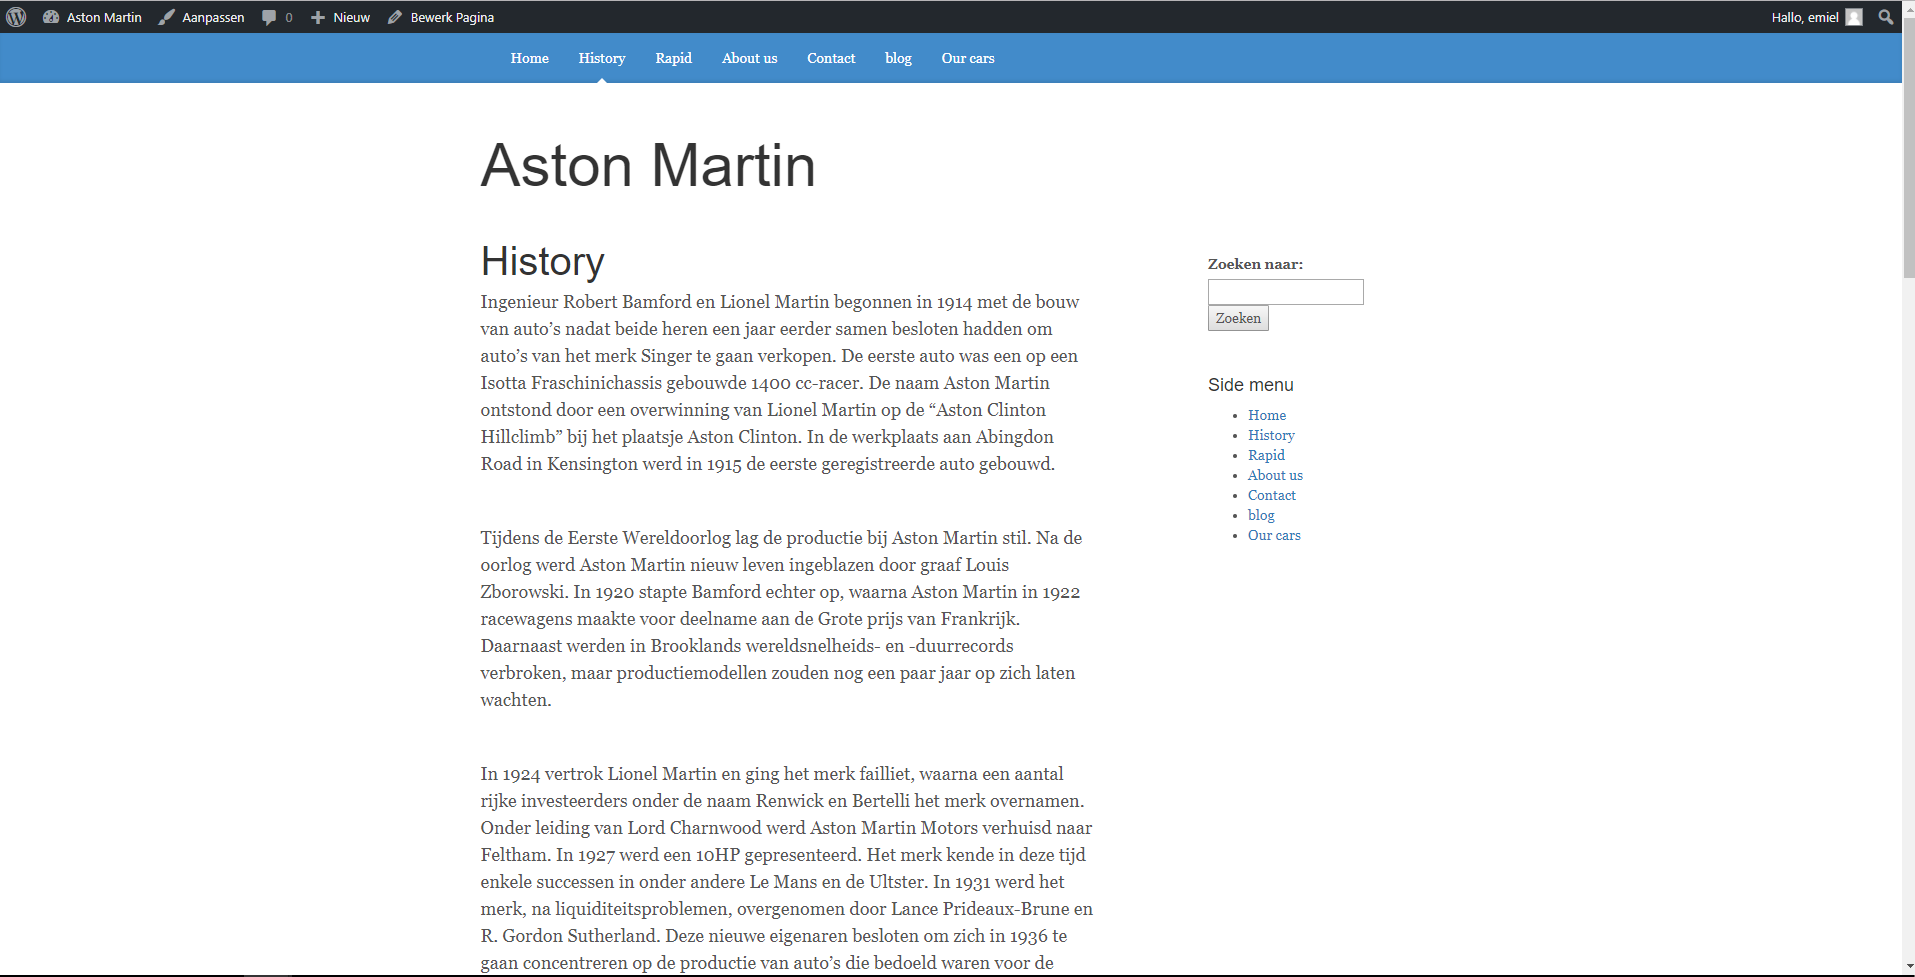 Aston Martin Aanpassen 0 Nieuw Bewerk Pagina Hallo, emiel
Home History Rapid About us Contact blog Our cars
Aston Martin
History
Ingenieur Robert Bamford en Lionel Martin begonnen in 1914 met de bouw
van auto’s nadat beide heren een jaar eerder samen besloten hadden om
auto’s van het merk Singer te gaan verkopen. De eerste auto was een op een
Isotta Fraschinichassis gebouwde 1400 cc-racer. De naam Aston Martin
ontstond door een overwinning van Lionel Martin op de “Aston Clinton
Hillclimb” bij het plaatsje Aston Clinton. In de werkplaats aan Abingdon
Road in Kensington werd in 1915 de eerste geregistreerde auto gebouwd.
Tijdens de Eerste Wereldoorlog lag de productie bij Aston Martin stil. Na de
oorlog werd Aston Martin nieuw leven ingeblazen door graaf Louis
Zborowski. In 1920 stapte Bamford echter op, waarna Aston Martin in 1922
racewagens maakte voor deelname aan de Grote prijs van Frankrijk.
Daarnaast werden in Brooklands wereldsnelheids- en -duurrecords
verbroken, maar productiemodellen zouden nog een paar jaar op zich laten
wachten.
In 1924 vertrok Lionel Martin en ging het merk failliet, waarna een aantal
rijke investeerders onder de naam Renwick en Bertelli het merk overnamen.
Onder leiding van Lord Charnwood werd Aston Martin Motors verhuisd naar
Feltham. In 1927 werd een 10HP gepresenteerd. Het merk kende in deze tijd
enkele successen in onder andere Le Mans en de Ultster. In 1931 werd het
merk, na liquiditeitsproblemen, overgenomen door Lance Prideaux-Brune en
R. Gordon Sutherland. Deze nieuwe eigenaren besloten om zich in 1936 te
gaan concentreren op de productie van auto’s die bedoeld waren voor de
Zoeken naar:
Zoeken
Side menu
Home
History
Rapid
About us
Contact
blog
Our cars